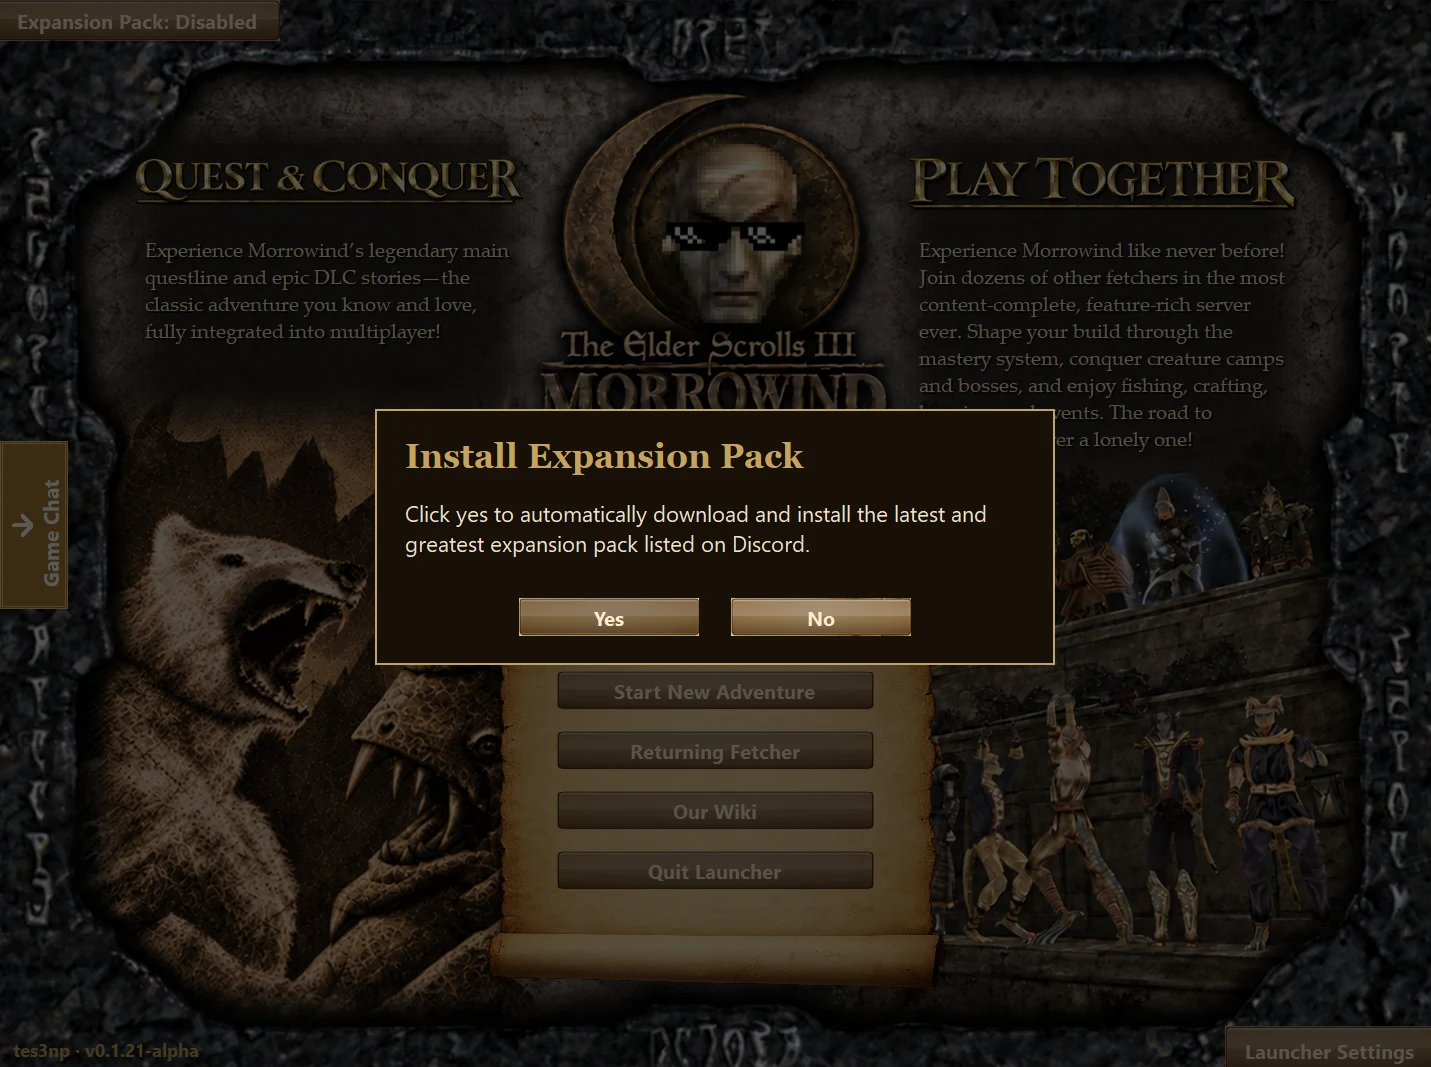 Expansion Pack: Disabled
QUEST & CONQUER
Experience Morrowind's legendary main
questline and epic DLC stories—the
classic adventure you know and love,
fully integrated into multiplayer!
The Elder Scrolls III
MORROWIND
PLAY TOGETHER
Experience Morrowind like never before!
Join dozens of other fetchers in the most
content-complete, feature-rich server
ever. Shape your build through the
mastery system, conquer creature camps
and bosses, and enjoy fishing, crafting,
The road to
a lonely one!
Game Chat
Install Expansion Pack
Click yes to automatically download and install the latest and
greatest expansion pack listed on Discord.
Yes
No
Start New Adventure
Returning Fetcher
Our Wiki
Quit Launcher
tes3np · v0.1.21-alpha
Launcher Settings